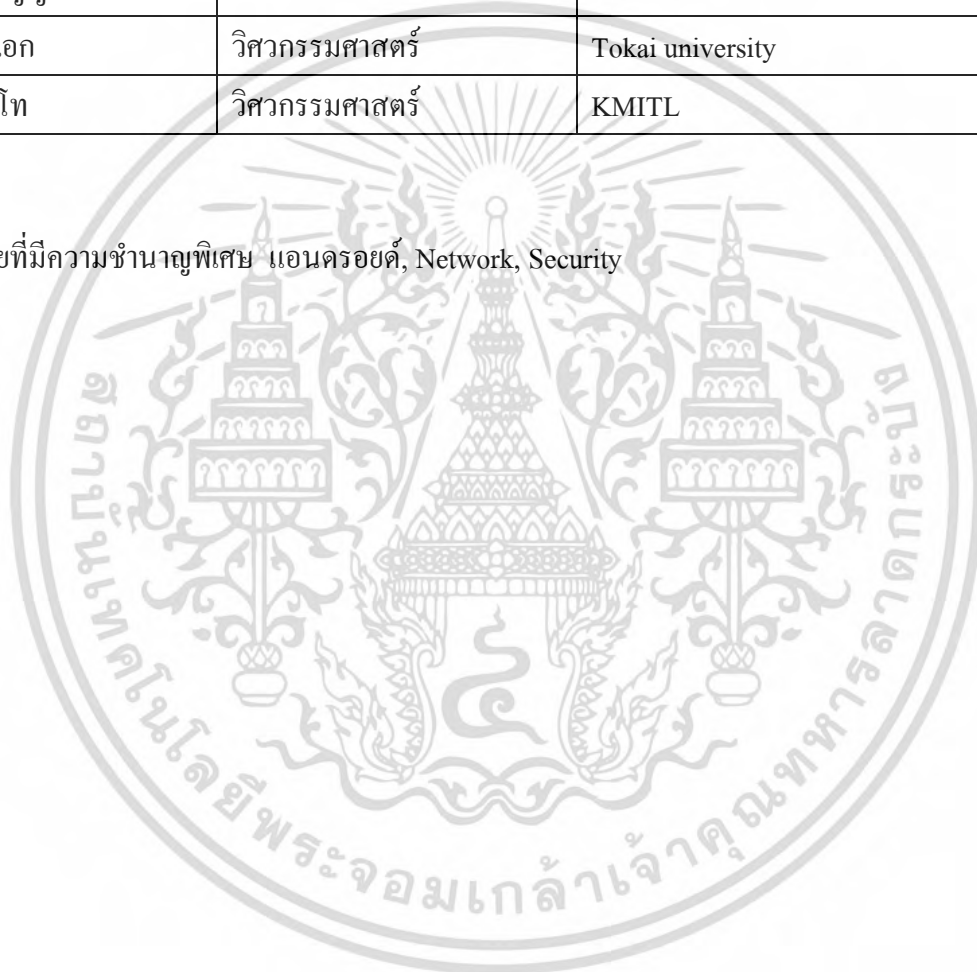 เอก วิศวกรรมศาสตร์ Tokai university
โท วิศวกรรมศาสตร์ KMITL
ยที่มีความชำนาญพิเศษ แอนดรอยด์, Network, Security
สถาบันเทคโนโลยีพระจอมเกล้าเจ้าคุณทหารลาดกระบัง